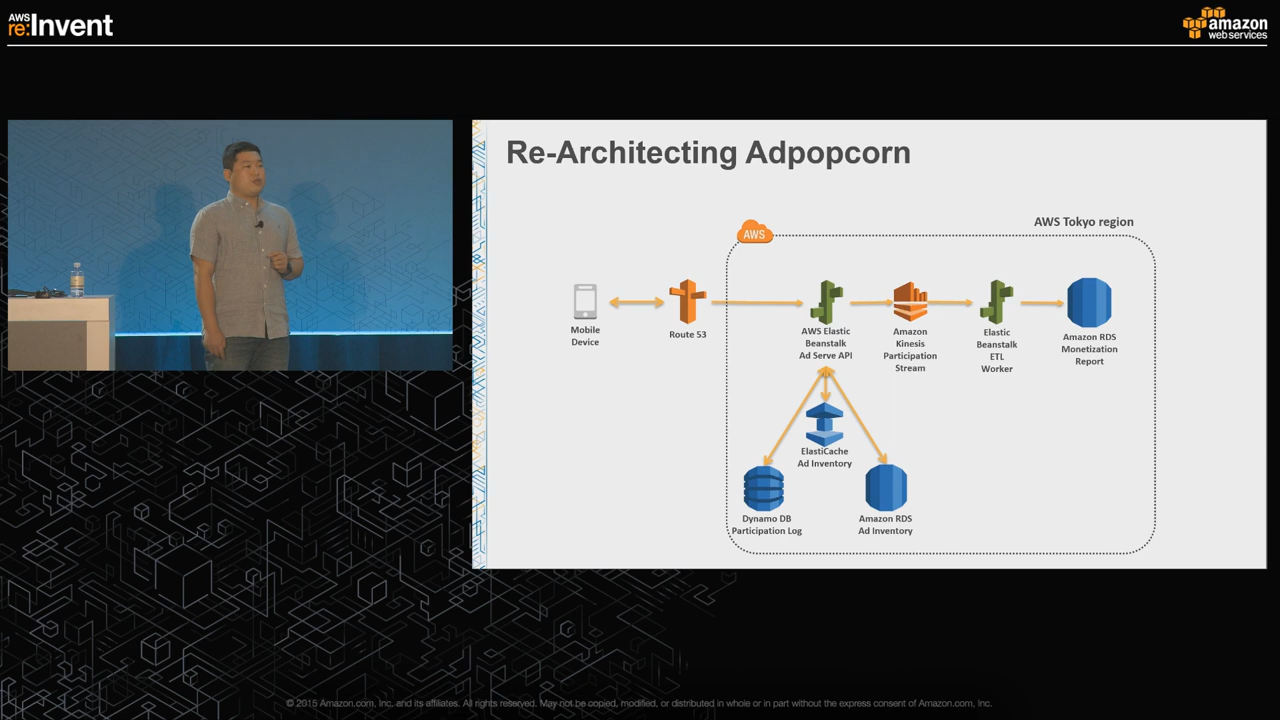 AWS
re:Invent
amazon
web services
Re-Architecting Adpopcorn
AWS Tokyo region
AWS
Mobile
Device
Route 53
AWS Elastic
Beanstalk
Ad Serve API
Amazon
Kinesis
Participation
Stream
Elastic
Beanstalk
ETL
Worker
Amazon RDS
Monetization
Report
ElastiCache
Ad Inventory
Dynamo DB
Participation Log
Amazon RDS
Ad Inventory
© 2015 Amazon.com, Inc. and its affiliates. All rights reserved. May not be copied, modified, or distributed in whole or in part without the express consent of Amazon.com, Inc.